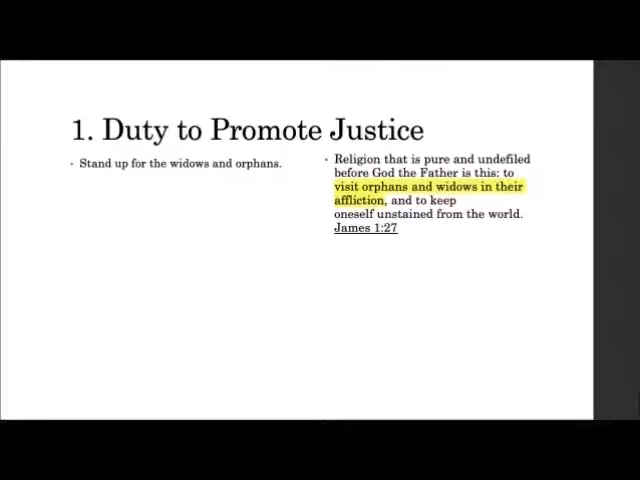 1. Duty to Promote Justice
• Stand up for the widows and orphans.
• Religion that is pure and undefiled
before God the Father is this: to
visit orphans and widows in their
affliction, and to keep
oneself unstained from the world.
James 1:27